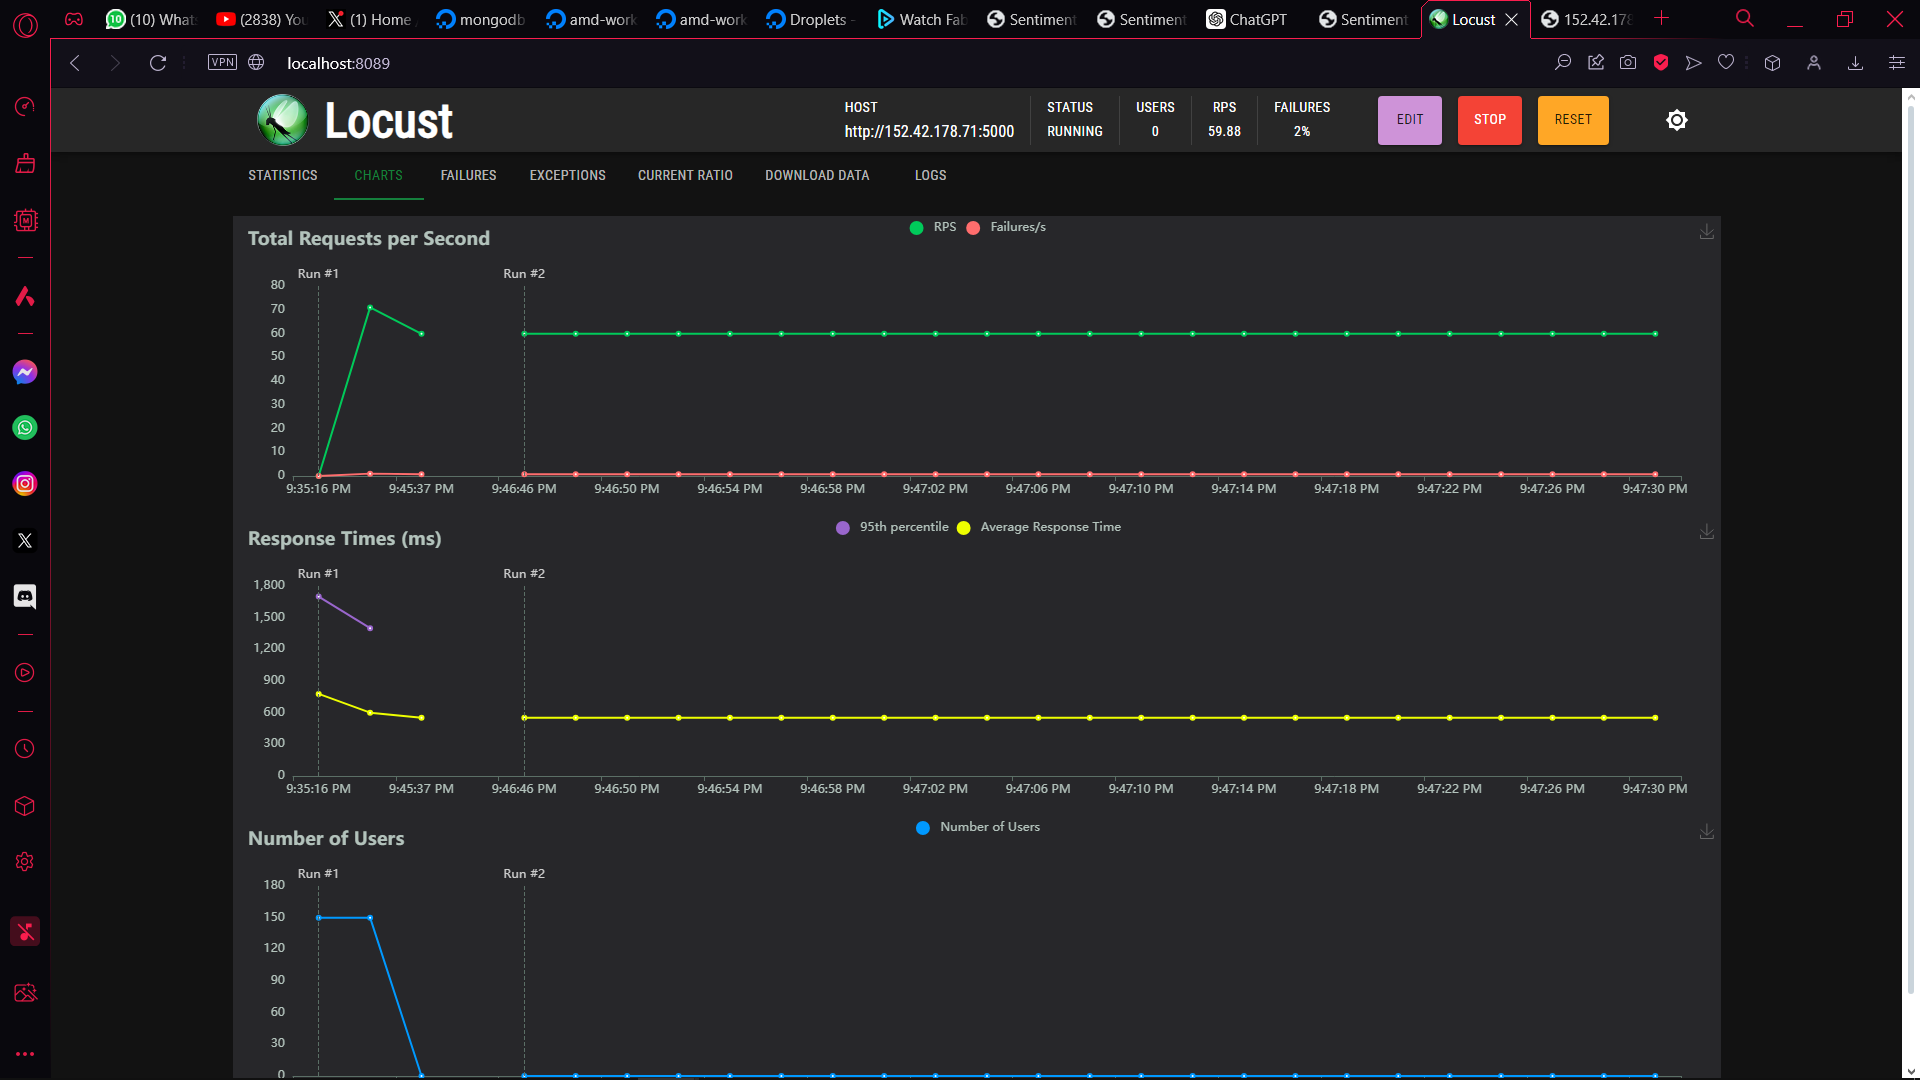 (10) What
(2838) You
(1) Home
mongodb
amd-work
amd-work
Droplets -
Watch Fab
Sentiment
Sentiment
ChatGPT
Sentiment
Locust
152.42.178
VPN
localhost:8089
Locust
HOST
http://152.42.178.71:5000
STATUS
RUNNING
USERS
0
RPS
59.88
FAILURES
2%
EDIT
STOP
RESET
STATISTICS
CHARTS
FAILURES
EXCEPTIONS
CURRENT RATIO
DOWNLOAD DATA
LOGS
Total Requests per Second
RPS
Failures/s
Run #1
Run #2
80
70
60
50
40
30
20
10
0
9:35:16 PM
9:45:37 PM
9:46:46 PM
9:46:50 PM
9:46:54 PM
9:46:58 PM
9:47:02 PM
9:47:06 PM
9:47:10 PM
9:47:14 PM
9:47:18 PM
9:47:22 PM
9:47:26 PM
9:47:30 PM
Response Times (ms)
95th percentile
Average Response Time
Run #1
Run #2
1,800
1,500
1,200
900
600
300
0
9:35:16 PM
9:45:37 PM
9:46:46 PM
9:46:50 PM
9:46:54 PM
9:46:58 PM
9:47:02 PM
9:47:06 PM
9:47:10 PM
9:47:14 PM
9:47:18 PM
9:47:22 PM
9:47:26 PM
9:47:30 PM
Number of Users
Number of Users
Run #1
Run #2
180
150
120
90
60
30
0